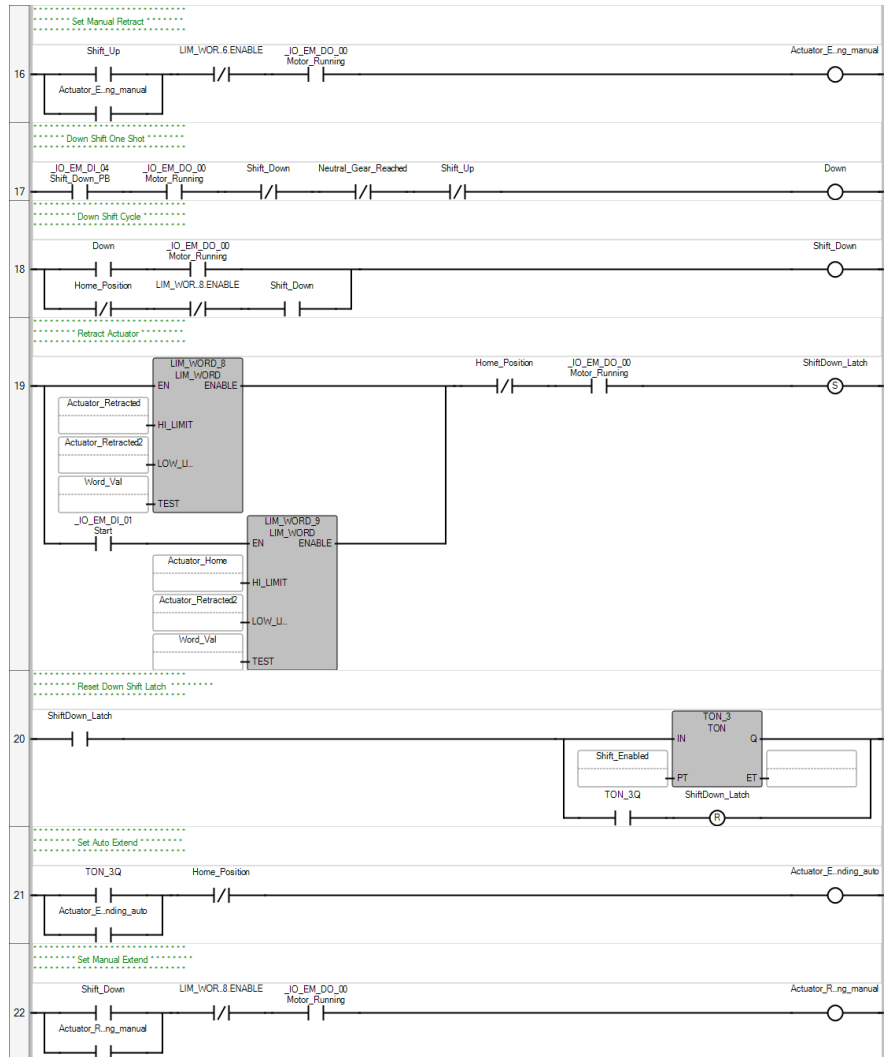 * * * * * * * Set Manual Retract * * * * * * *
Shift_Up
LIM_WOR..6.ENABLE
_IO_EM_DO_00
Motor_Running
Actuator_E..ng_manual
16
Actuator_E..ng_manual
* * * * * * Down Shift One Shot * * * * * * *
_IO_EM_DI_04
Shift_Down_PB
_IO_EM_DO_00
Motor_Running
Shift_Down
Neutral_Gear_Reached
Shift_Up
Down
17
* * * * * * * * Down Shift Cycle * * * * * * * *
Down
_IO_EM_DO_00
Motor_Running
Shift_Down
18
Home_Position
LIM_WOR..8.ENABLE
Shift_Down
* * * * * * * * Retract Actuator * * * * * * * *
LIM_WORD_8
LIM_WORD
Home_Position
_IO_EM_DO_00
Motor_Running
ShiftDown_Latch
19
EN
ENABLE
S
Actuator_Retracted
HI_LIMIT
Actuator_Retracted2
LOW_LI...
Word_Val
TEST
_IO_EM_DI_01
Start
LIM_WORD_9
LIM_WORD
EN
ENABLE
Actuator_Home
HI_LIMIT
Actuator_Retracted2
LOW_LI...
Word_Val
TEST
* * * * * * * * Reset Down Shift Latch * * * * * * * *
ShiftDown_Latch
TON_3
TON
20
IN
Q
Shift_Enabled
PT
ET
TON_3.Q
ShiftDown_Latch
R
* * * * * * * * Set Auto Extend * * * * * * * *
TON_3.Q
Home_Position
Actuator_E..nding_auto
21
Actuator_E..nding_auto
* * * * * * * * Set Manual Extend * * * * * * * *
Shift_Down
LIM_WOR..8.ENABLE
_IO_EM_DO_00
Motor_Running
Actuator_R..ng_manual
22
Actuator_R..ng_manual